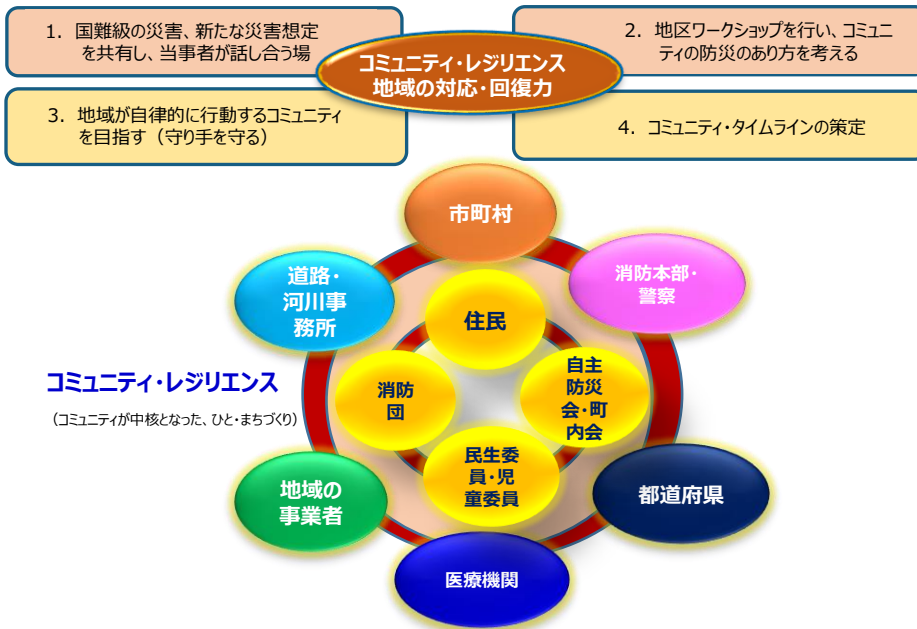 1. 国難級の災害、新たな災害想定
を共有し、当事者が話し合う場
2. 地区ワークショップを行い、コミュニ
ティの防災のあり方を考える
コミュニティ・レジリエンス
地域の対応・回復力
3. 地域が自律的に行動するコミュニティ
を目指す（守り手を守る）
4. コミュニティ・タイムラインの策定
市町村
道路・
河川事
務所
消防本部・
警察
住民
コミュニティ・レジリエンス
（コミュニティが中核となった、ひと・まちづくり）
消防
団
自主
防災
会・町
内会
民生委
員・児
童委員
地域の
事業者
都道府県
医療機関